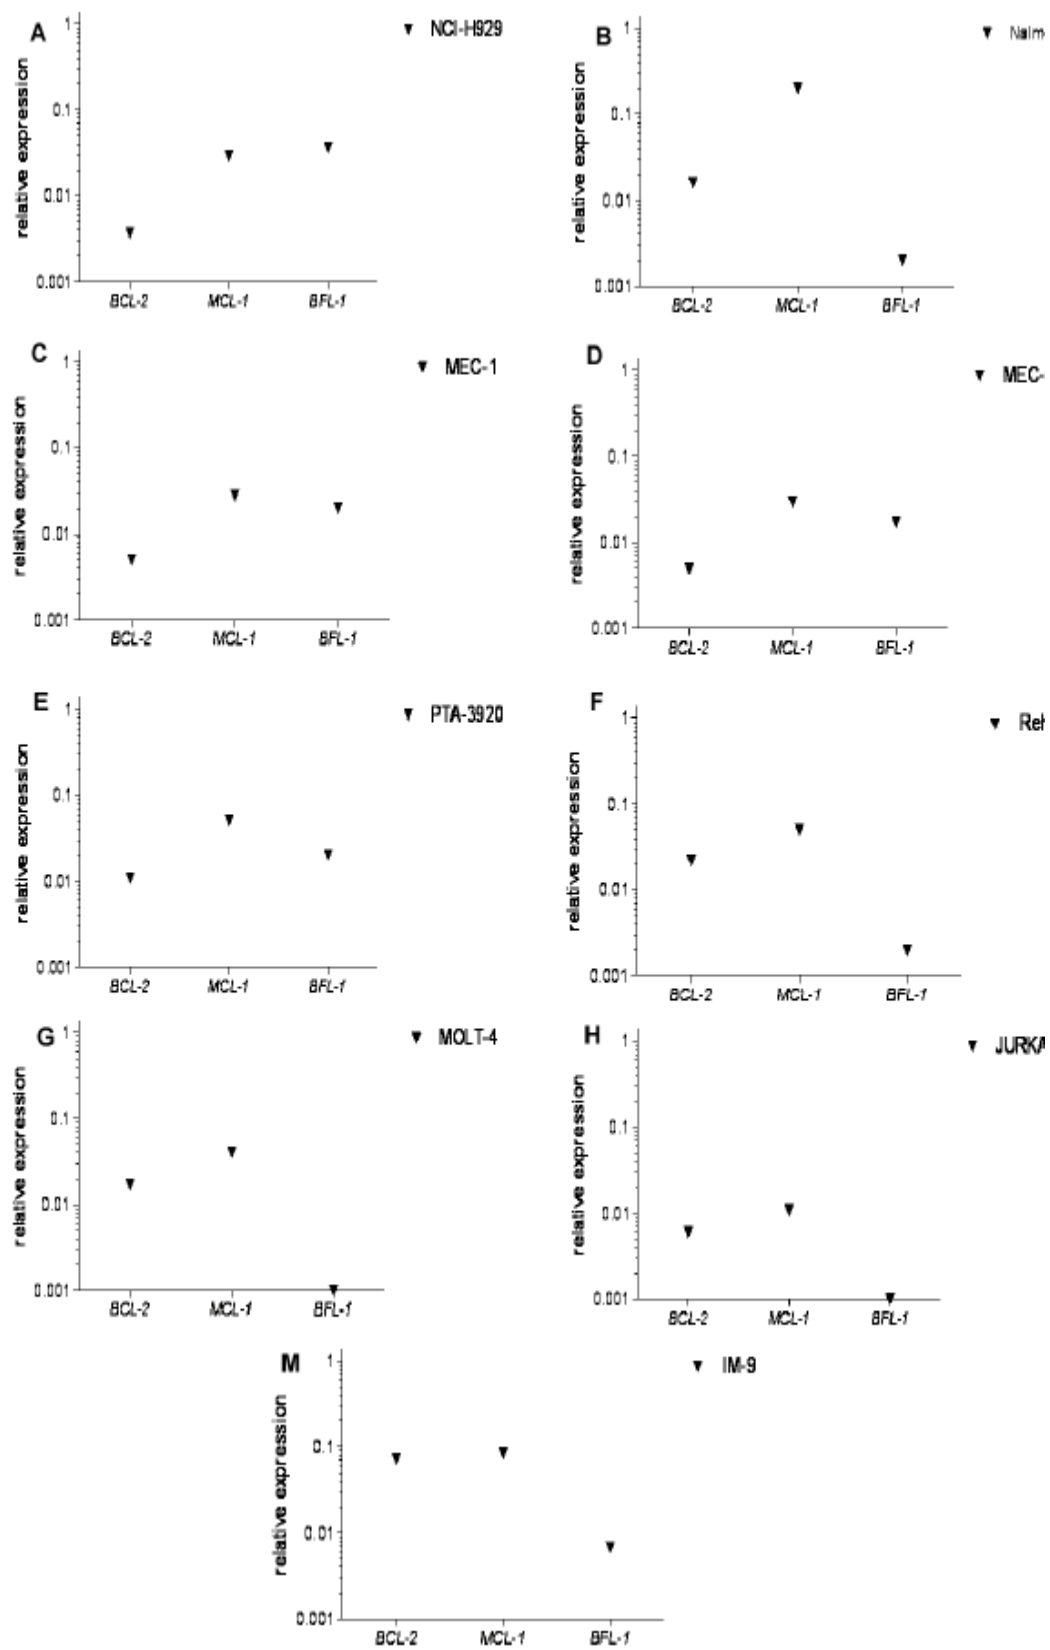 A
NCI-H929
relative expression
1
0.1
0.01
0.001
BCL-2 MCL-1 BFL-1
B
Nalm
relative expression
1
0.1
0.01
0.001
BCL-2 MCL-1 BFL-1
C
MEC-1
relative expression
1
0.1
0.01
0.001
BCL-2 MCL-1 BFL-1
D
MEC-
relative expression
1
0.1
0.01
0.001
BCL-2 MCL-1 BFL-1
E
PTA-3920
relative expression
1
0.1
0.01
0.001
BCL-2 MCL-1 BFL-1
F
Reh
relative expression
1
0.1
0.01
0.001
BCL-2 MCL-1 BFL-1
G
MOLT-4
relative expression
1
0.1
0.01
0.001
BCL-2 MCL-1 BFL-1
H
JURKA
relative expression
1
0.1
0.01
0.001
BCL-2 MCL-1 BFL-1
M
IM-9
relative expression
1
0.1
0.01
0.001
BCL-2 MCL-1 BFL-1